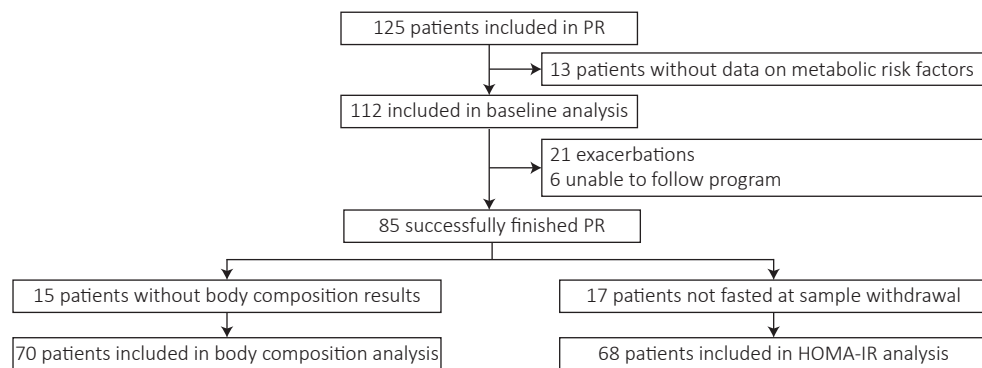 125 patients included in PR
13 patients without data on metabolic risk factors
112 included in baseline analysis
21 exacerbations
6 unable to follow program
85 successfully finished PR
15 patients without body composition results
17 patients not fasted at sample withdrawal
70 patients included in body composition analysis
68 patients included in HOMA-IR analysis